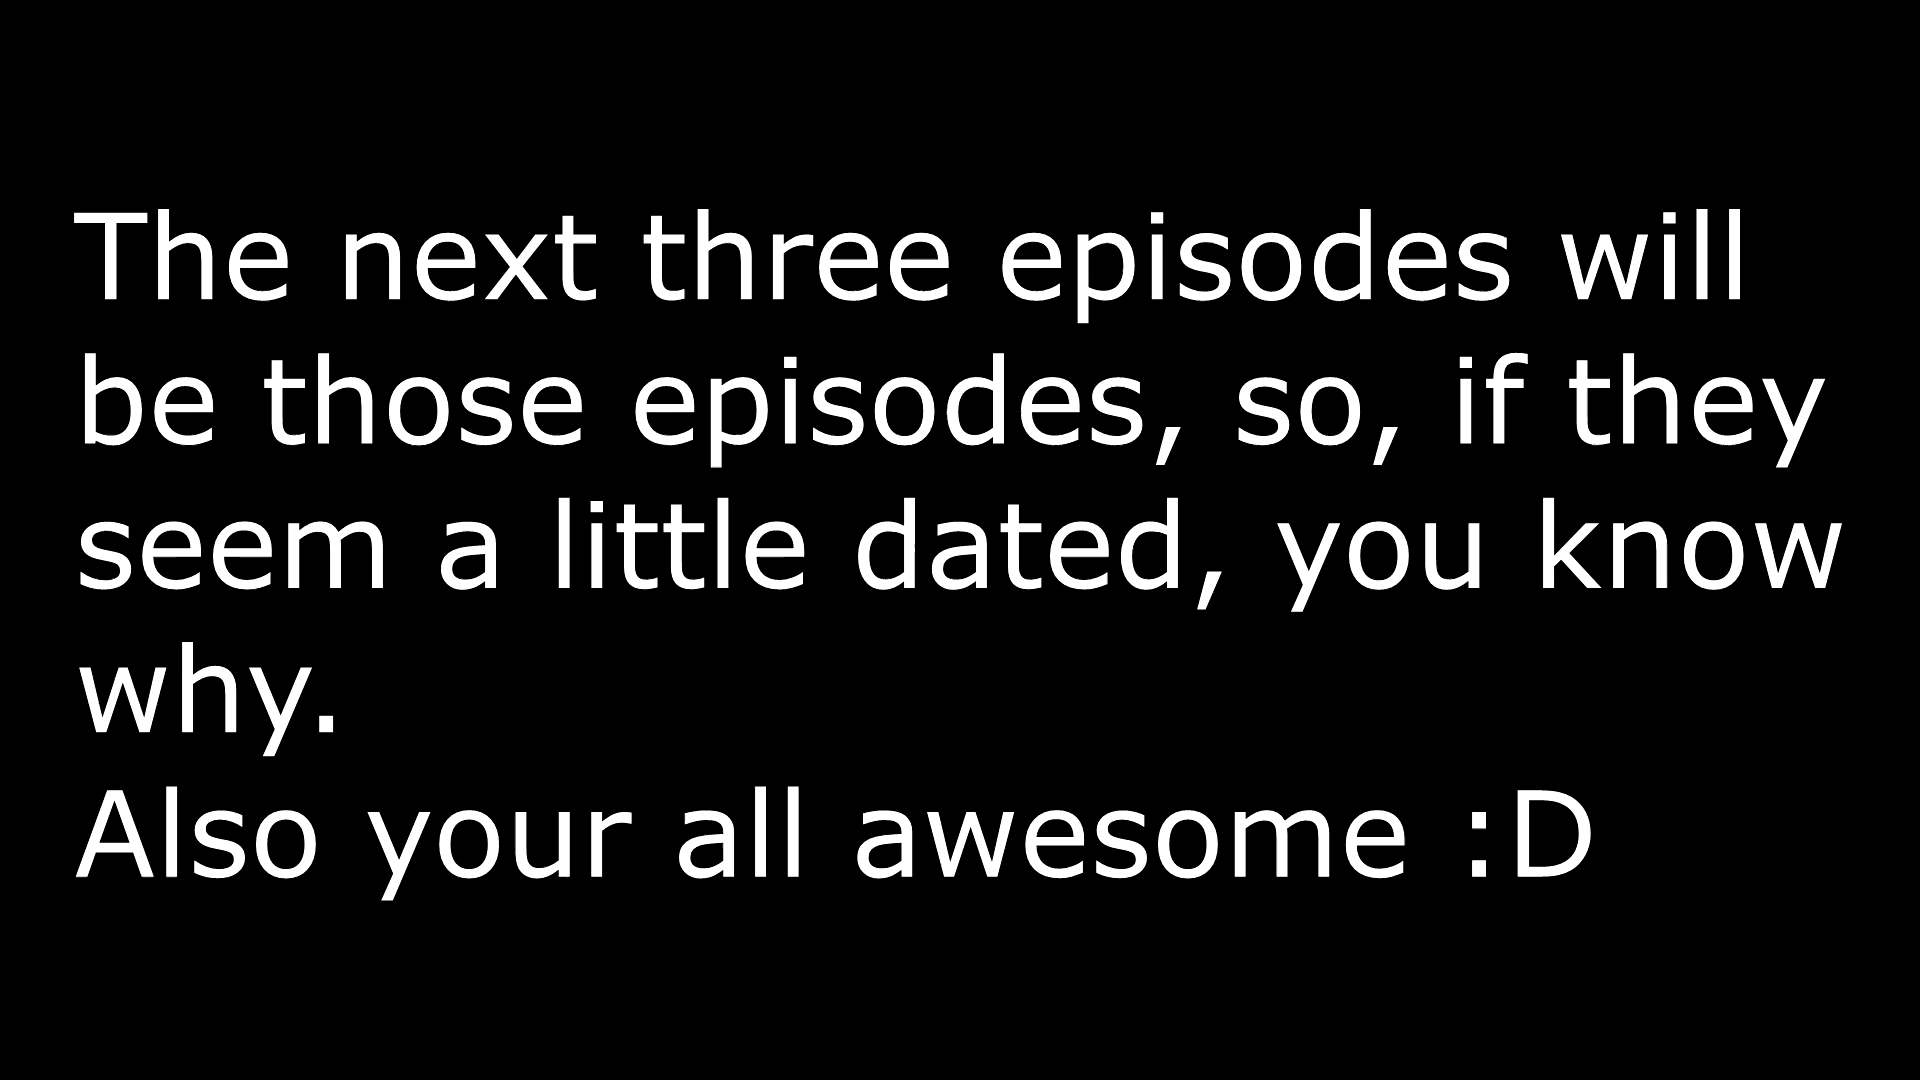 The next three episodes will
be those episodes, so, if they
seem a little dated, you know
why.
Also your all awesome :D